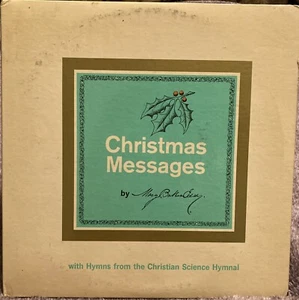 Christmas
Messages
by Mary Baker Eddy.
with Hymns from the Christian Science Hymnal